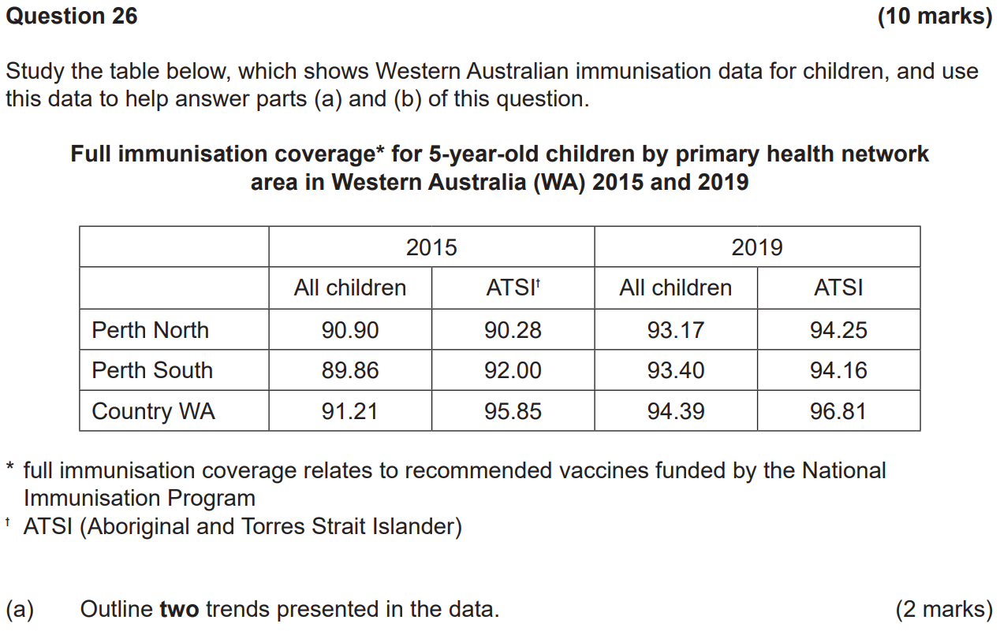 Question 26 (10 marks)
Study the table below, which shows Western Australian immunisation data for children, and use
this data to help answer parts (a) and (b) of this question.
Full immunisation coverage* for 5-year-old children by primary health network
area in Western Australia (WA) 2015 and 2019
2015 2019
All children ATSI† All children ATSI
Perth North 90.90 90.28 93.17 94.25
Perth South 89.86 92.00 93.40 94.16
Country WA 91.21 95.85 94.39 96.81
* full immunisation coverage relates to recommended vaccines funded by the National
Immunisation Program
† ATSI (Aboriginal and Torres Strait Islander)
(a) Outline two trends presented in the data. (2 marks)